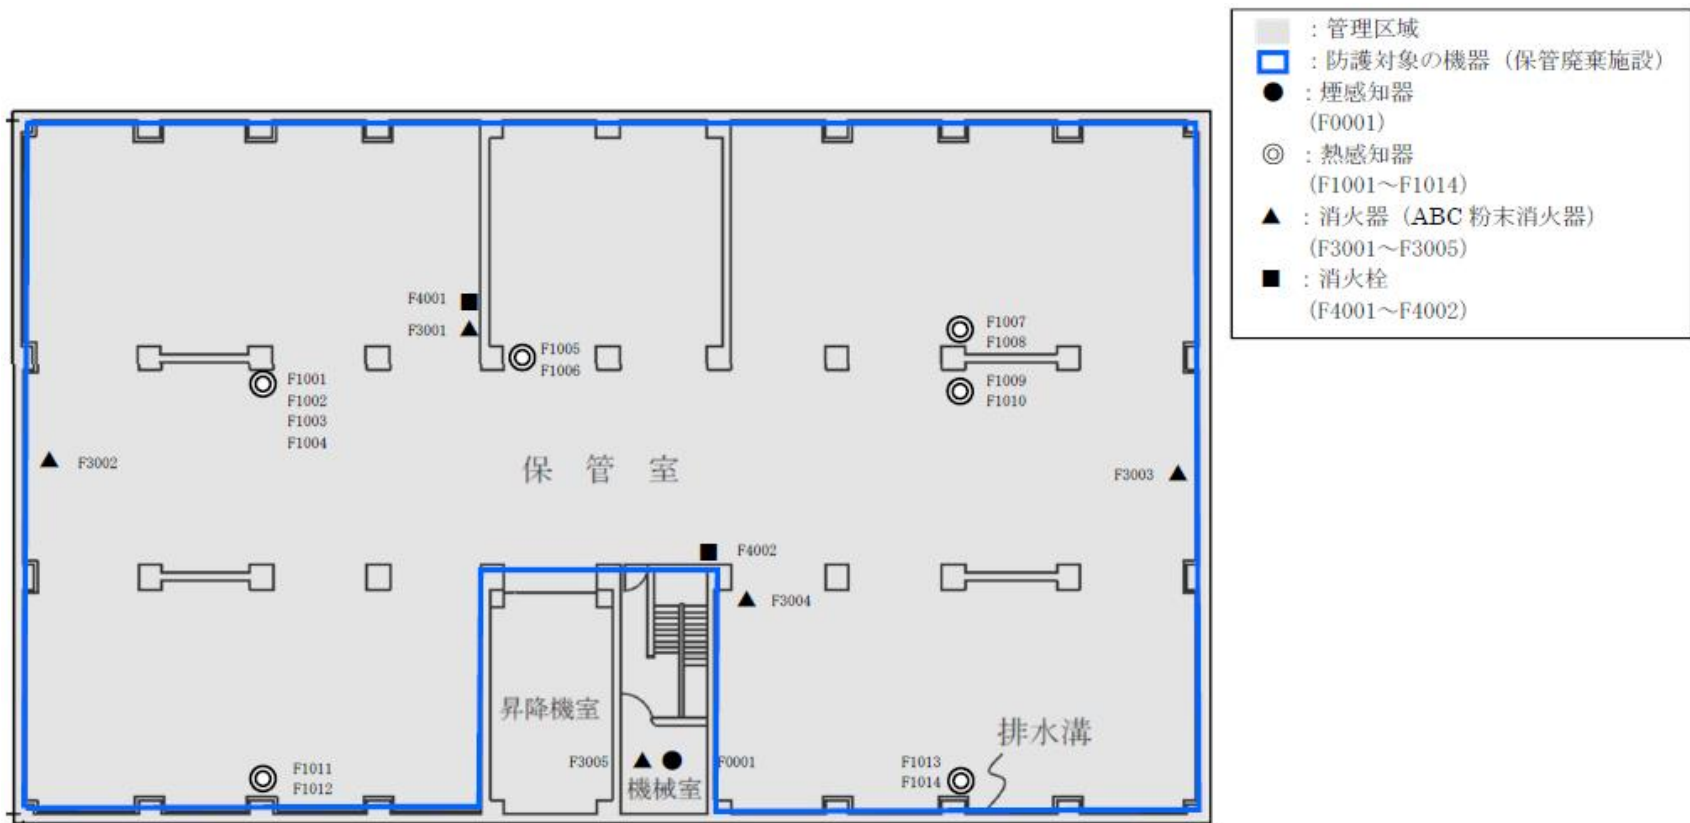 ：管理区域
：防護対象の機器（保管廃棄施設）
：煙感知器
(F0001)
：熱感知器
(F1001～F1014)
：消火器（ABC 粉末消火器）
(F3001～F3005)
：消火栓
(F4001～F4002)
F4001
F3001
F1005
F1006
F1007
F1008
F1001
F1002
F1003
F1004
F1009
F1010
F3002
保 管 室
F3003
F4002
F3004
昇降機室
排水溝
F3005
F0001
機械室
F1011
F1012
F1013
F1014